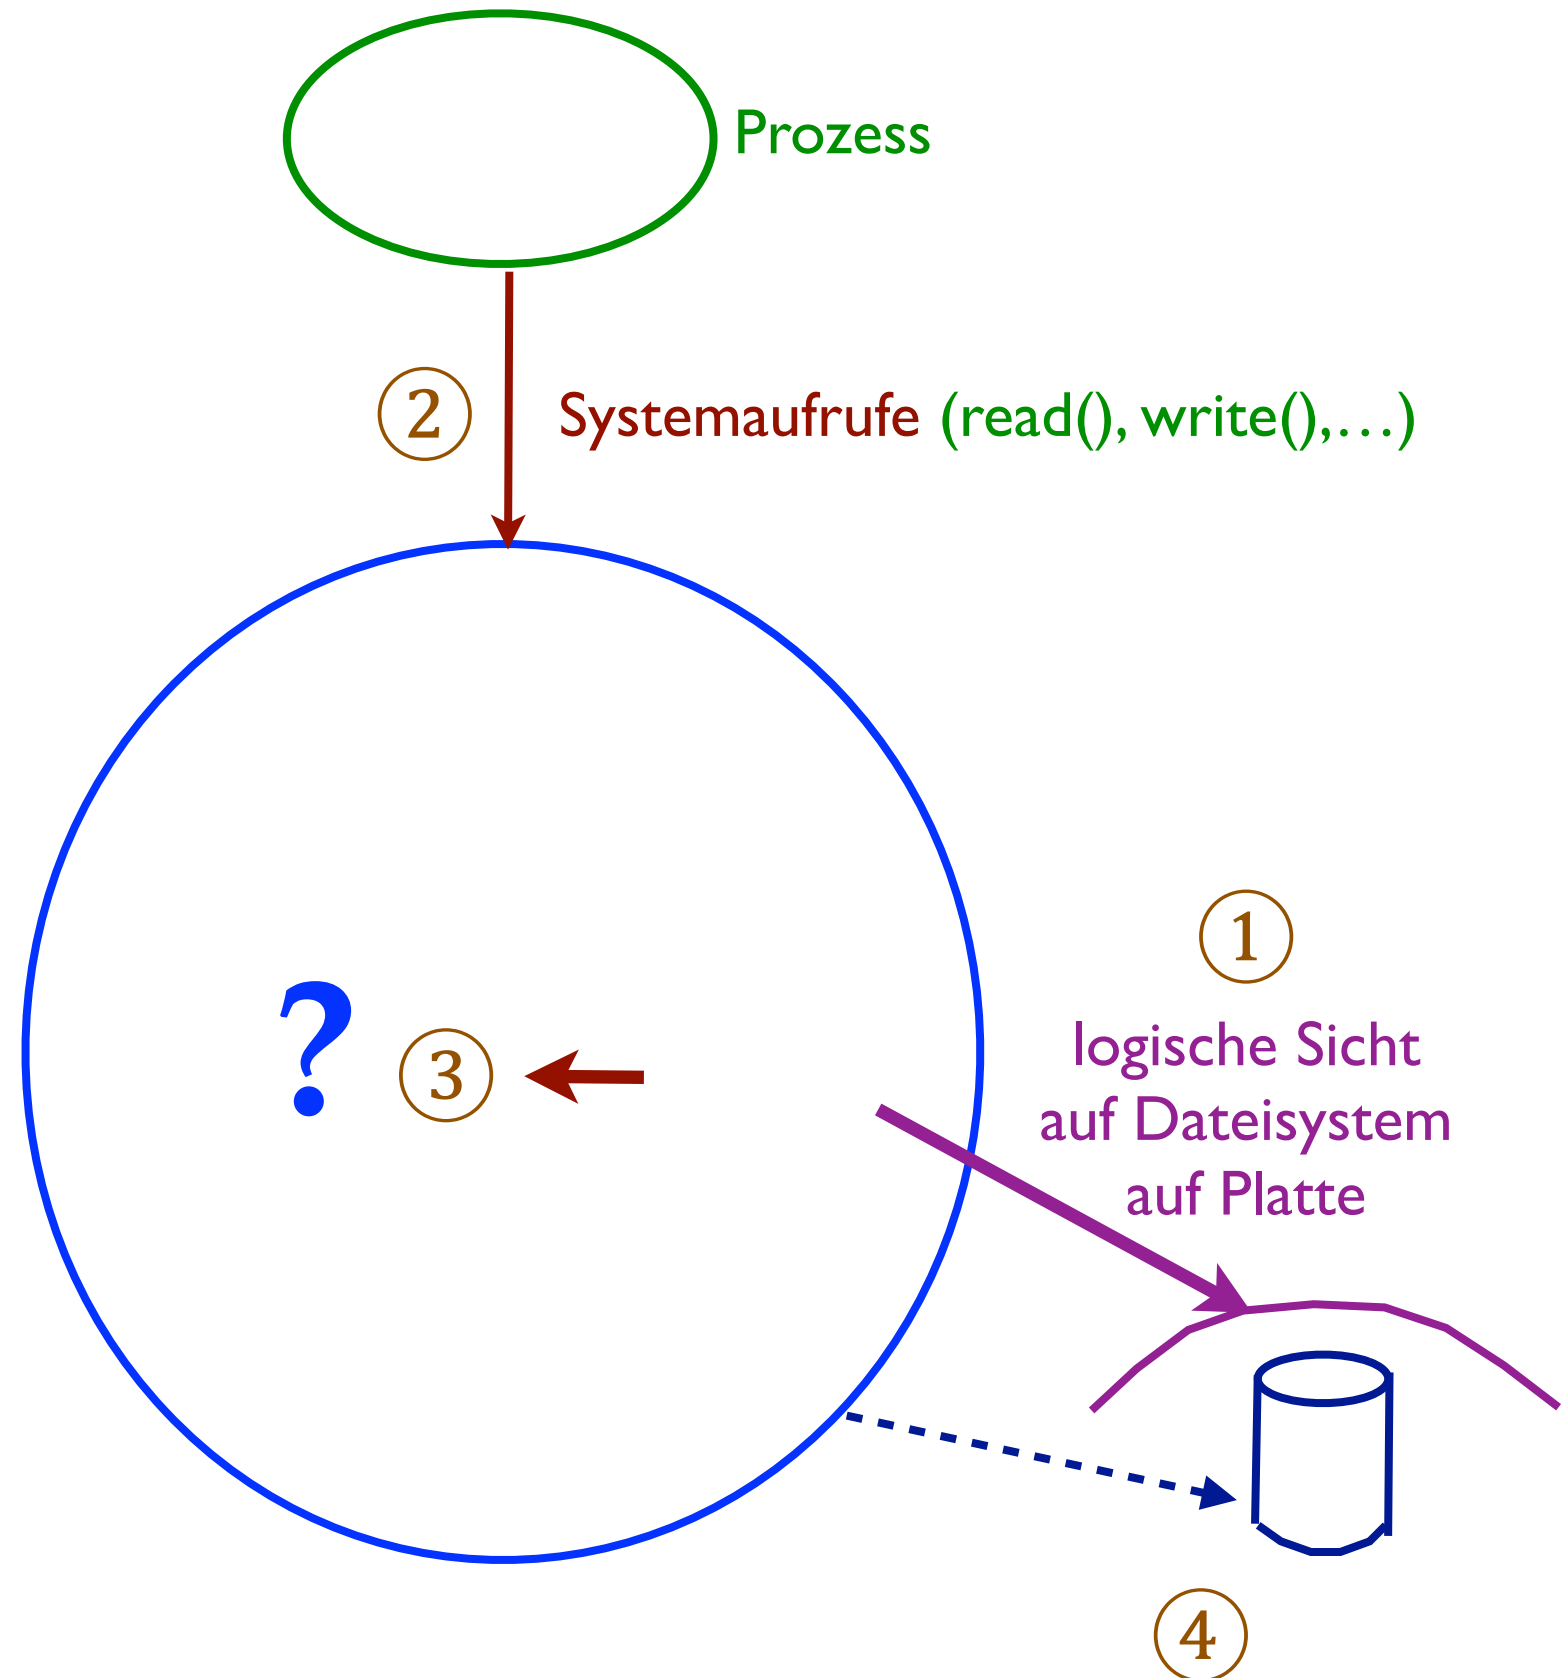 Prozess
② Systemaufrufe (read(), write(),…)
①
logische Sicht
auf Dateisystem
auf Platte
? ③
④